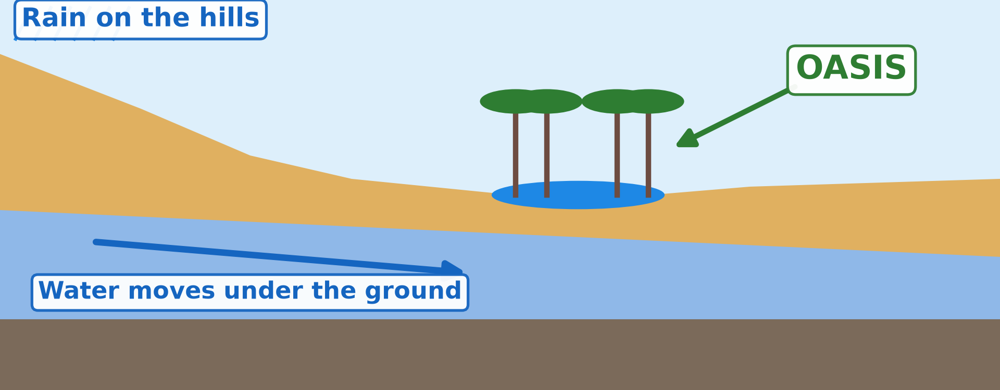 Rain on the hills
OASIS
Water moves under the ground